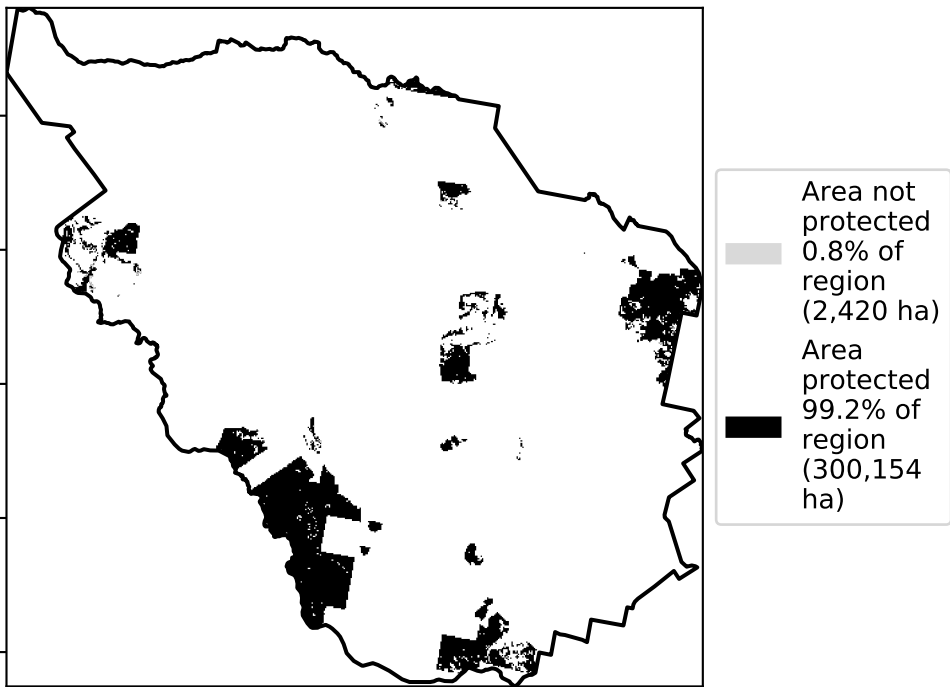 Area not
protected
0.8% of
region
(2,420 ha)
Area
protected
99.2% of
region
(300,154
ha)